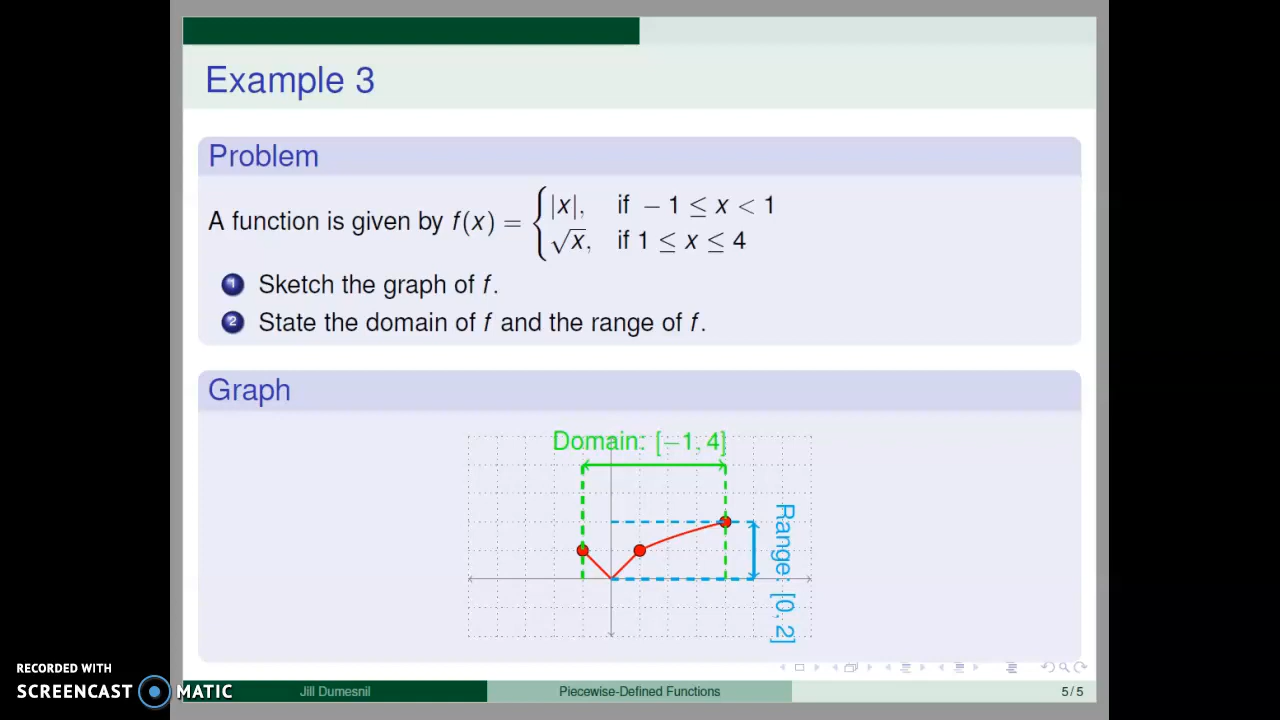 Example 3
Problem
A function is given by f(x) = { |x|, if − 1 ≤ x < 1
√x, if 1 ≤ x ≤ 4
1 Sketch the graph of f.
2 State the domain of f and the range of f.
Graph
Domain: [−1, 4]
Range: [0, 2]
RECORDED WITH
SCREENCAST MATIC
Jill Dumesnil
Piecewise-Defined Functions
5/5